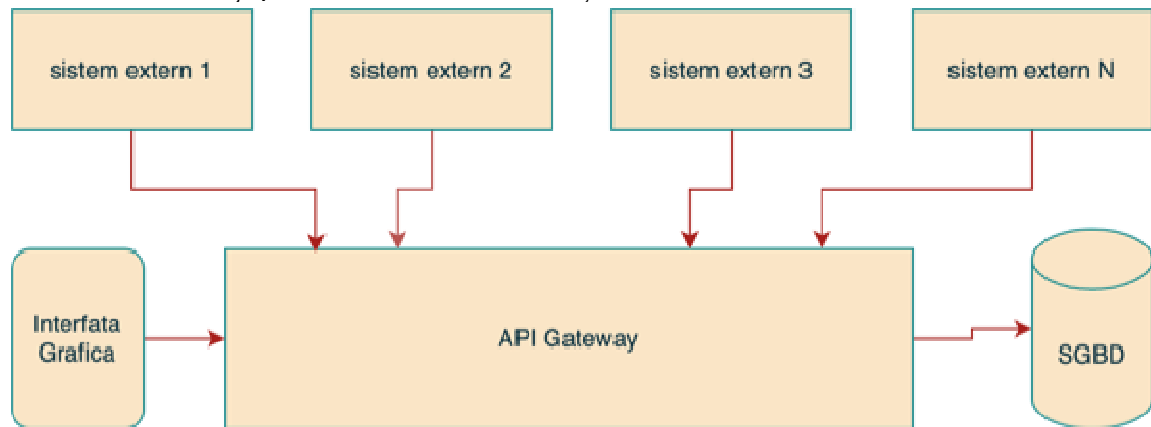 sistem extern 1
sistem extern 2
sistem extern 3
sistem extern N
Interfata
Grafica
API Gateway
SGBD